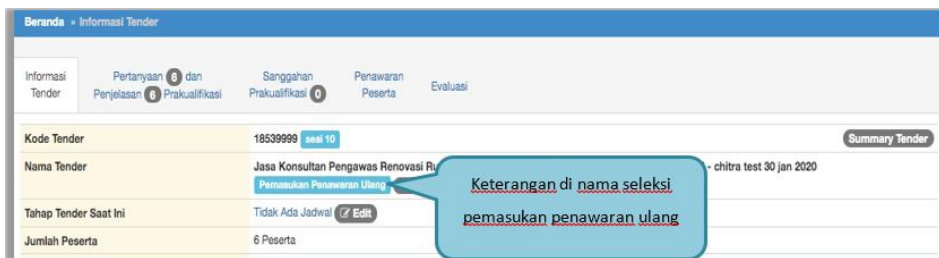 Beranda » Informasi Tender
Informasi Tender
Pertanyaan 6 dan Penjelasan 6 Prakualifikasi
Sanggahan Prakualifikasi 0
Penawaran Peserta
Evaluasi
Kode Tender 18539999 sesi 10 Summary Tender
Nama Tender Jasa Konsultan Pengawas Renovasi - chitra test 30 jan 2020
Pemasukan Penawaran Ulang
Keterangan di nama seleksi
pemasukan penawaran ulang
Tahap Tender Saat Ini Tidak Ada Jadwal Edit
Jumlah Peserta 6 Peserta